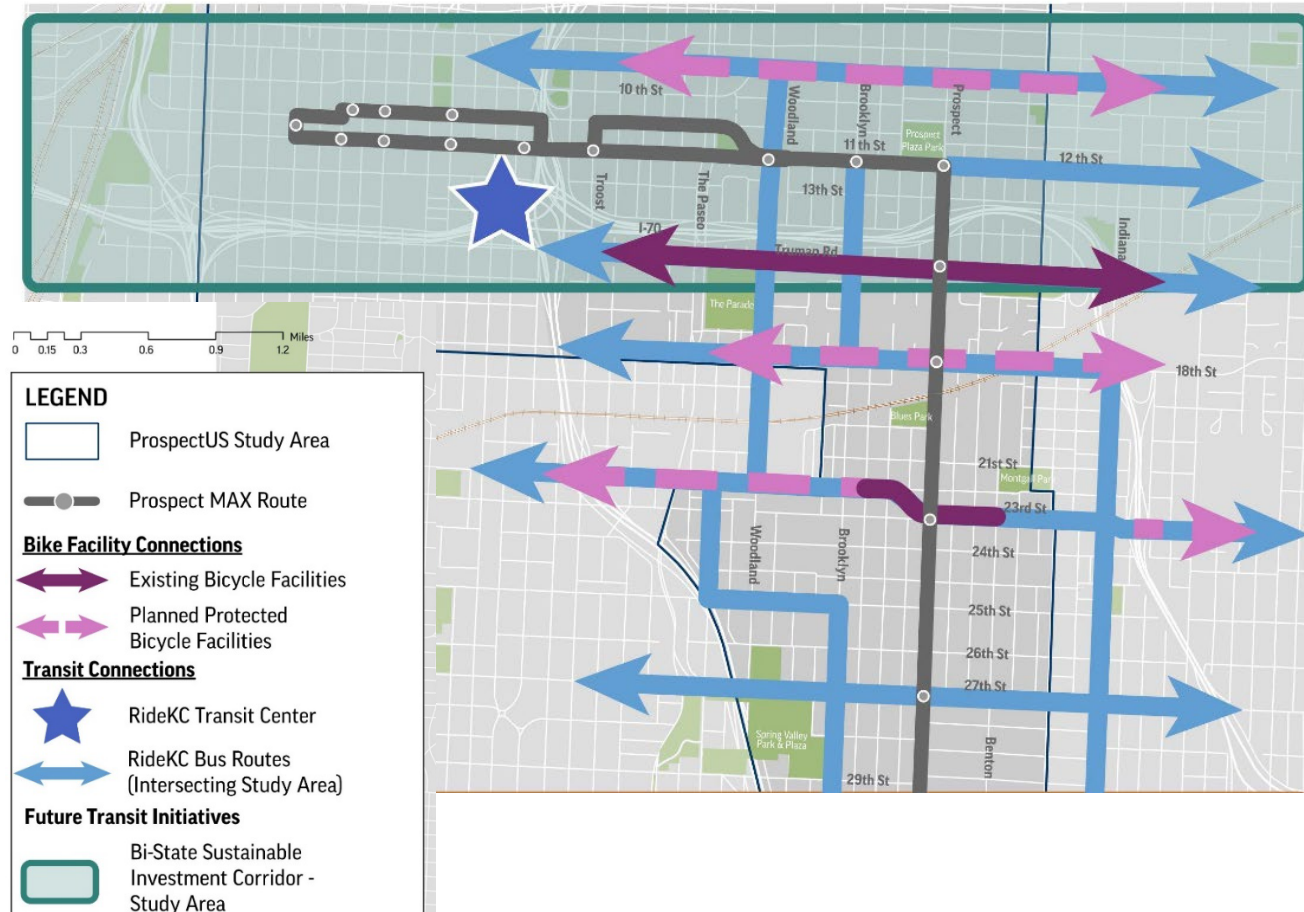 10 th St
Woodland
Brooklyn
Prospect
Prospect
Plaza Park
11 th St
12 th St
13th St
Troost
The Paseo
I-70
Truman Rd
Indiana
The Parade
18th St
Blues Park
21st St
23rd St
24th St
Woodland
Brooklyn
25th St
26th St
27th St
Spring Valley
Park & Plaza
Benton
29th St
Miles
0 0.15 0.3 0.6 0.9 1.2
LEGEND
ProspectUS Study Area
Prospect MAX Route
Bike Facility Connections
Existing Bicycle Facilities
Planned Protected
Bicycle Facilities
Transit Connections
RideKC Transit Center
RideKC Bus Routes
(Intersecting Study Area)
Future Transit Initiatives
Bi-State Sustainable
Investment Corridor -
Study Area